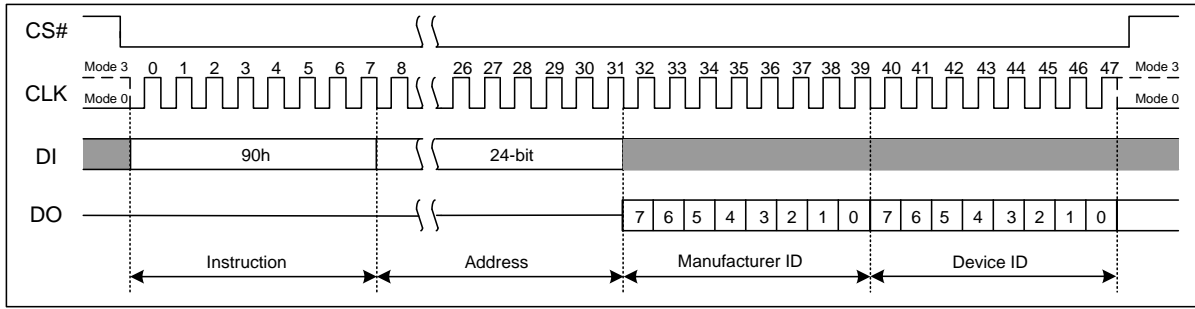 CS#
Mode 3 0 1 2 3 4 5 6 7 8 26 27 28 29 30 31 32 33 34 35 36 37 38 39 40 41 42 43 44 45 46 47 Mode 3
CLK
Mode 0 Mode 0
DI 90h 24-bit
DO 7 6 5 4 3 2 1 0 7 6 5 4 3 2 1 0
Instruction Address Manufacturer ID Device ID